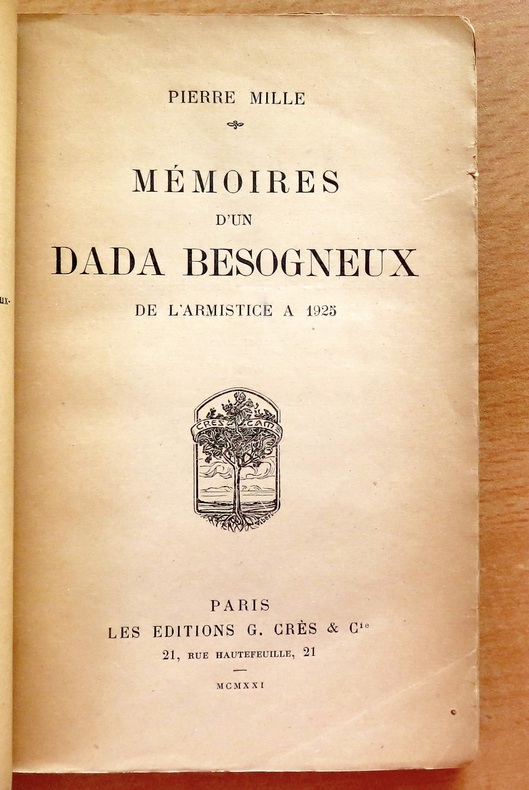 PIERRE MILLE
MÉMOIRES
D'UN
DADA BESOGNEUX
DE L'ARMISTICE A 1925
CRESCAM
PARIS
LES EDITIONS G. CRÈS & Cie
21, RUE HAUTEFEUILLE, 21
MCMXXI